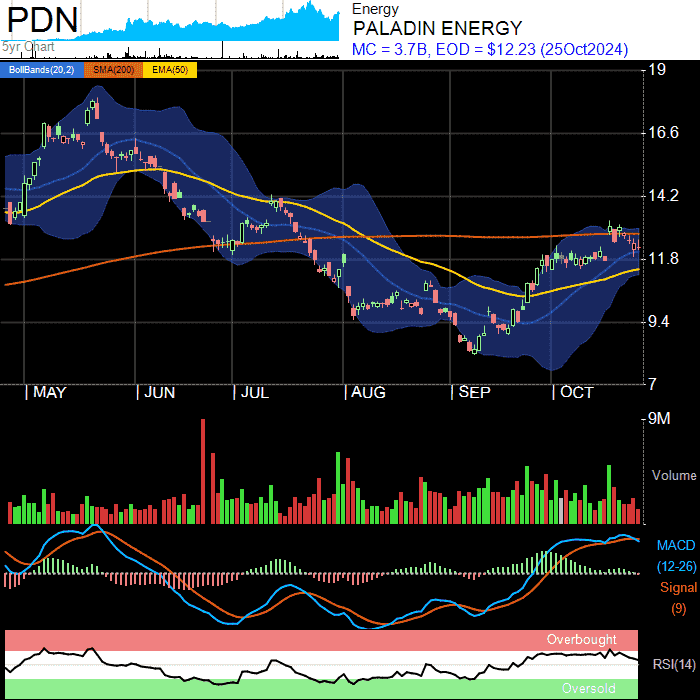 PDN
5yr Chart
Energy
PALADIN ENERGY
MC = 3.7B, EOD = $12.23 (25Oct2024)
BollBands(20,2) SMA(200) EMA(50)
19
16.6
14.2
11.8
9.4
7
MAY JUN JUL AUG SEP OCT
9M
Volume
MACD
(12-26)
Signal
(9)
Overbought
RSI(14)
Oversold